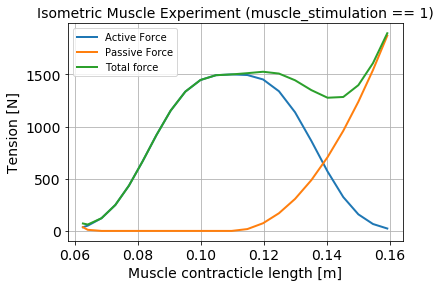 Isometric Muscle Experiment (muscle_stimulation == 1)
Active Force
Passive Force
Total force
1500
1000
500
0
Tension [N]
0.06 0.08 0.10 0.12 0.14 0.16
Muscle contracticle length [m]